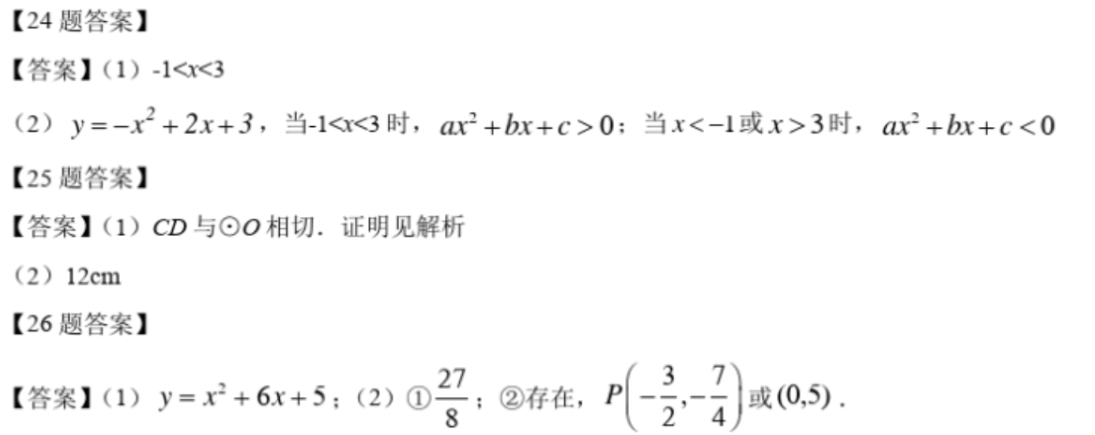 【24 题答案】
【答案】（1）-1<x<3
（2） y=−x²+2x+3，当-1<x<3 时， ax²+bx+c>0；当 x<−1或 x>3时， ax²+bx+c<0
【25 题答案】
【答案】（1）CD 与⊙O 相切．证明见解析
（2）12cm
【26 题答案】
【答案】（1） y=x²+6x+5；（2）①27/8；②存在， P(−3/2,−7/4)或(0,5)．